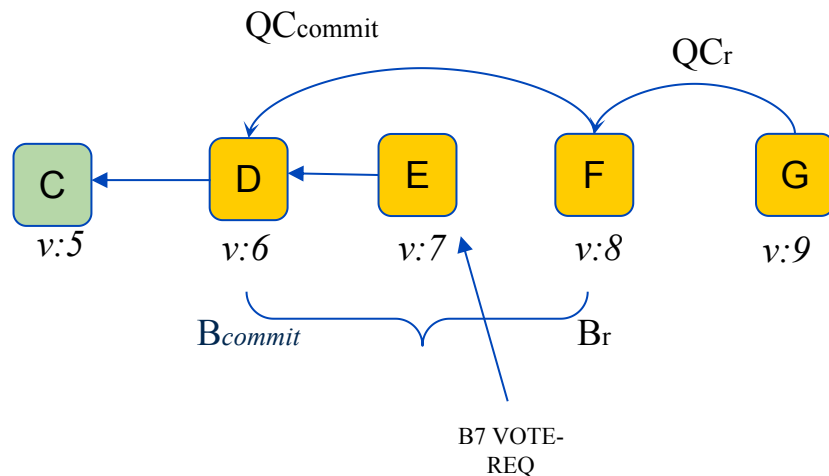 QCcommit
QCr
C D E F G
v:5 v:6 v:7 v:8 v:9
Bcommit Br
B7 VOTE-
REQ